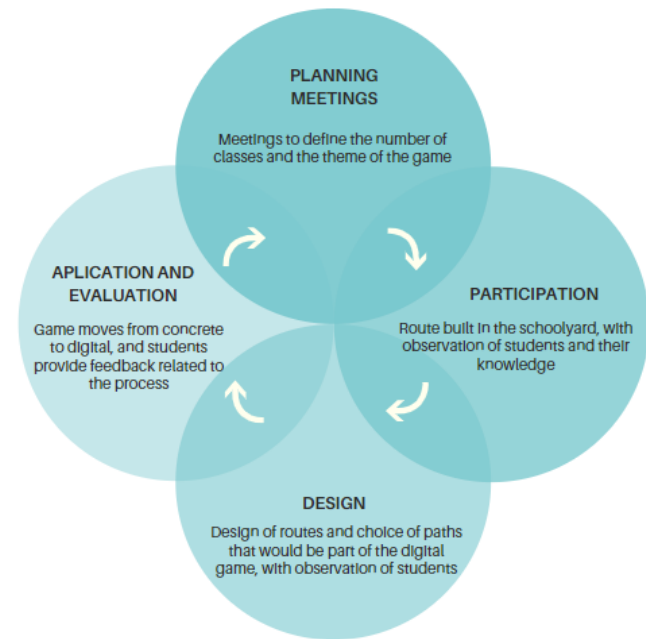 PLANNING
MEETINGS
Meetings to define the number of
classes and the theme of the game
PARTICIPATION
Route built in the schoolyard, with
observation of students and their
knowledge
DESIGN
Design of routes and choice of paths
that would be part of the digital
game, with observation of students
APLICATION AND
EVALUATION
Game moves from concrete
to digital, and students
provide feedback related to
the process